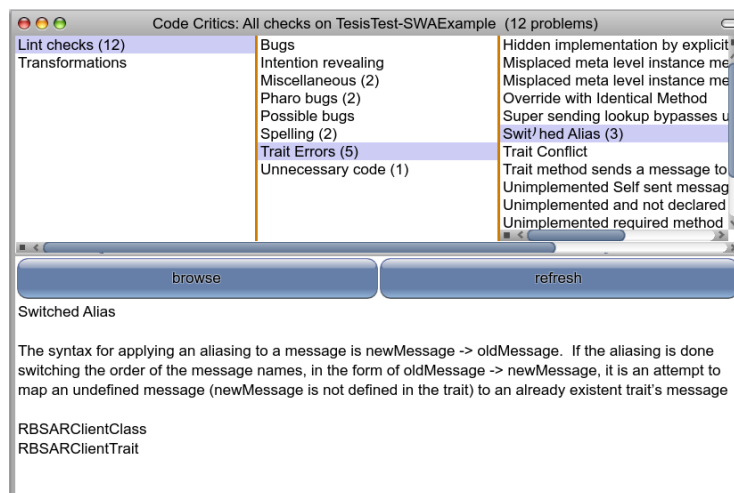 Code Critics: All checks on TesisTest-SWAExample (12 problems)
Lint checks (12)
Transformations
Bugs
Intention revealing
Miscellaneous (2)
Pharo bugs (2)
Possible bugs
Spelling (2)
Trait Errors (5)
Unnecessary code (1)
Hidden implementation by explicit
Misplaced meta level instance me
Misplaced meta level instance me
Override with Identical Method
Super sending lookup bypasses u
Swit hed Alias (3)
Trait Conflict
Trait method sends a message to
Unimplemented Self sent messag
Unimplemented and not declared
Unimplemented required method
browse
refresh
Switched Alias
The syntax for applying an aliasing to a message is newMessage -> oldMessage.  If the aliasing is done
switching the order of the message names, in the form of oldMessage -> newMessage, it is an attempt to
map an undefined message (newMessage is not defined in the trait) to an already existent trait's message
RBSARClientClass
RBSARClientTrait